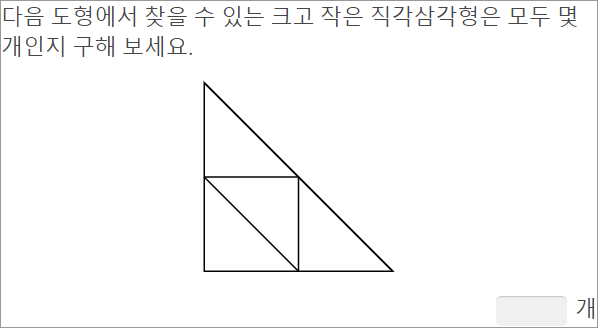 다음 도형에서 찾을 수 있는 크고 작은 직각삼각형은 모두 몇
개인지 구해 보세요.
개